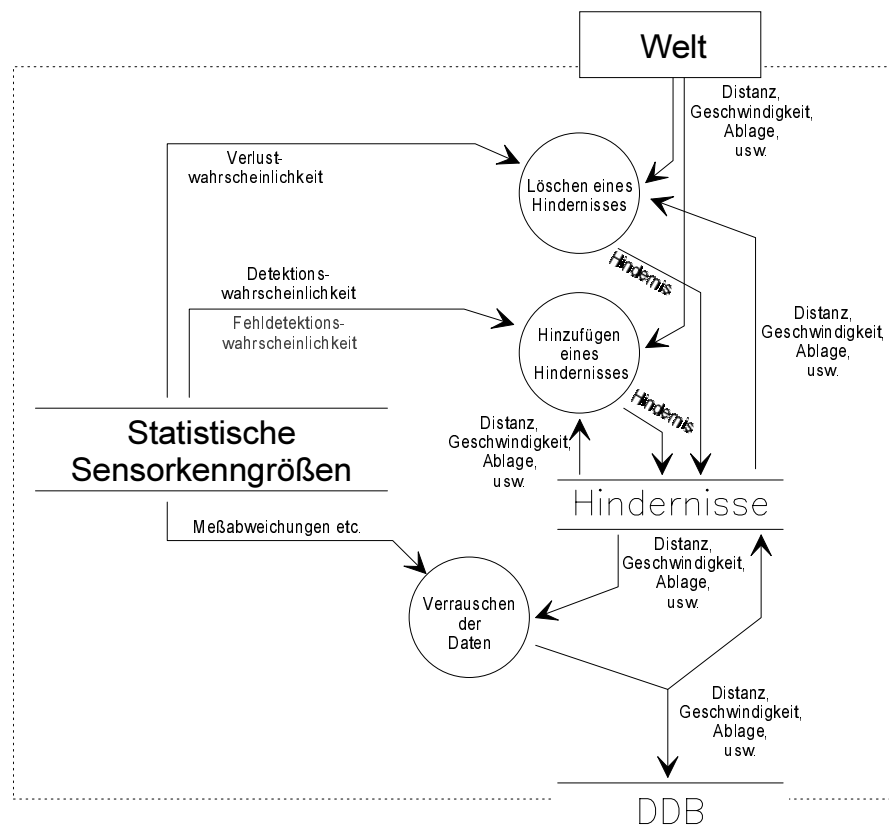 Welt
Distanz,
Geschwindigkeit,
Ablage,
usw.
Verlust-
wahrscheinlichkeit
Löschen eines
Hindernisses
Hindernis
Detektions-
wahrscheinlichkeit
Fehldetektions-
wahrscheinlichkeit
Hinzufügen
eines
Hindernisses
Distanz,
Geschwindigkeit,
Ablage,
usw.
Hindernis
Distanz,
Geschwindigkeit,
Ablage,
usw.
Statistische
Sensorkenngrößen
Hindernisse
Meßabweichungen etc.
Distanz,
Geschwindigkeit,
Ablage,
usw.
Verrauschen
der
Daten
Distanz,
Geschwindigkeit,
Ablage,
usw.
DDB